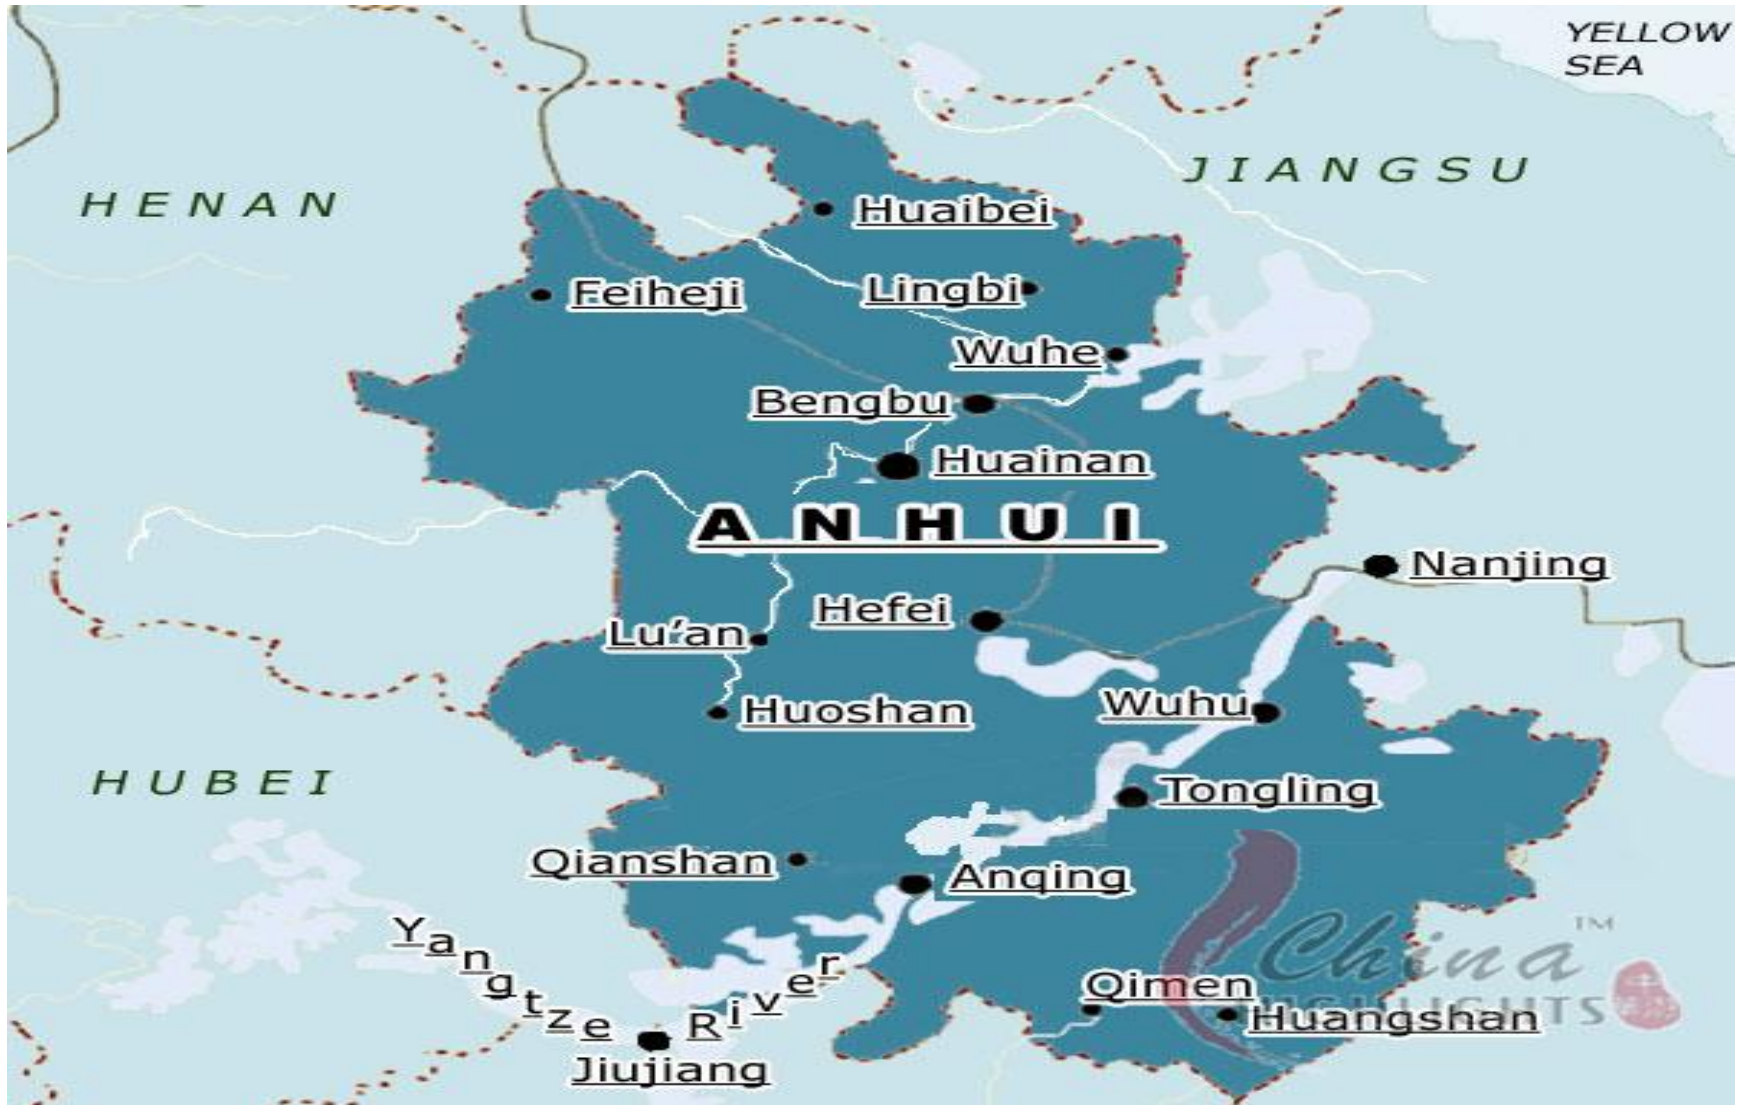 YELLOW
SEA
JIANGSU
HENAN
Huaibei
Lingbi
Feiheji
Wuhe
Bengbu
Huainan
ANHUI
Nanjing
Hefei
Lu'an
Wuhu
Huoshan
HUBEI
Tongling
Qianshan
Anqing
Yangtze River
China TM
HIGHLIGHTS
Qimen
Huangshan
Jiujiang